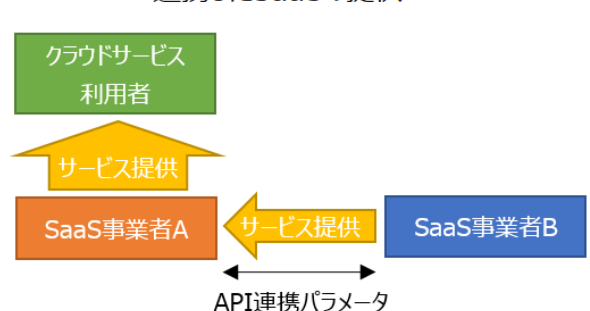 クラウドサービス
利用者
サービス提供
SaaS事業者A
サービス提供
SaaS事業者B
API連携パラメータ